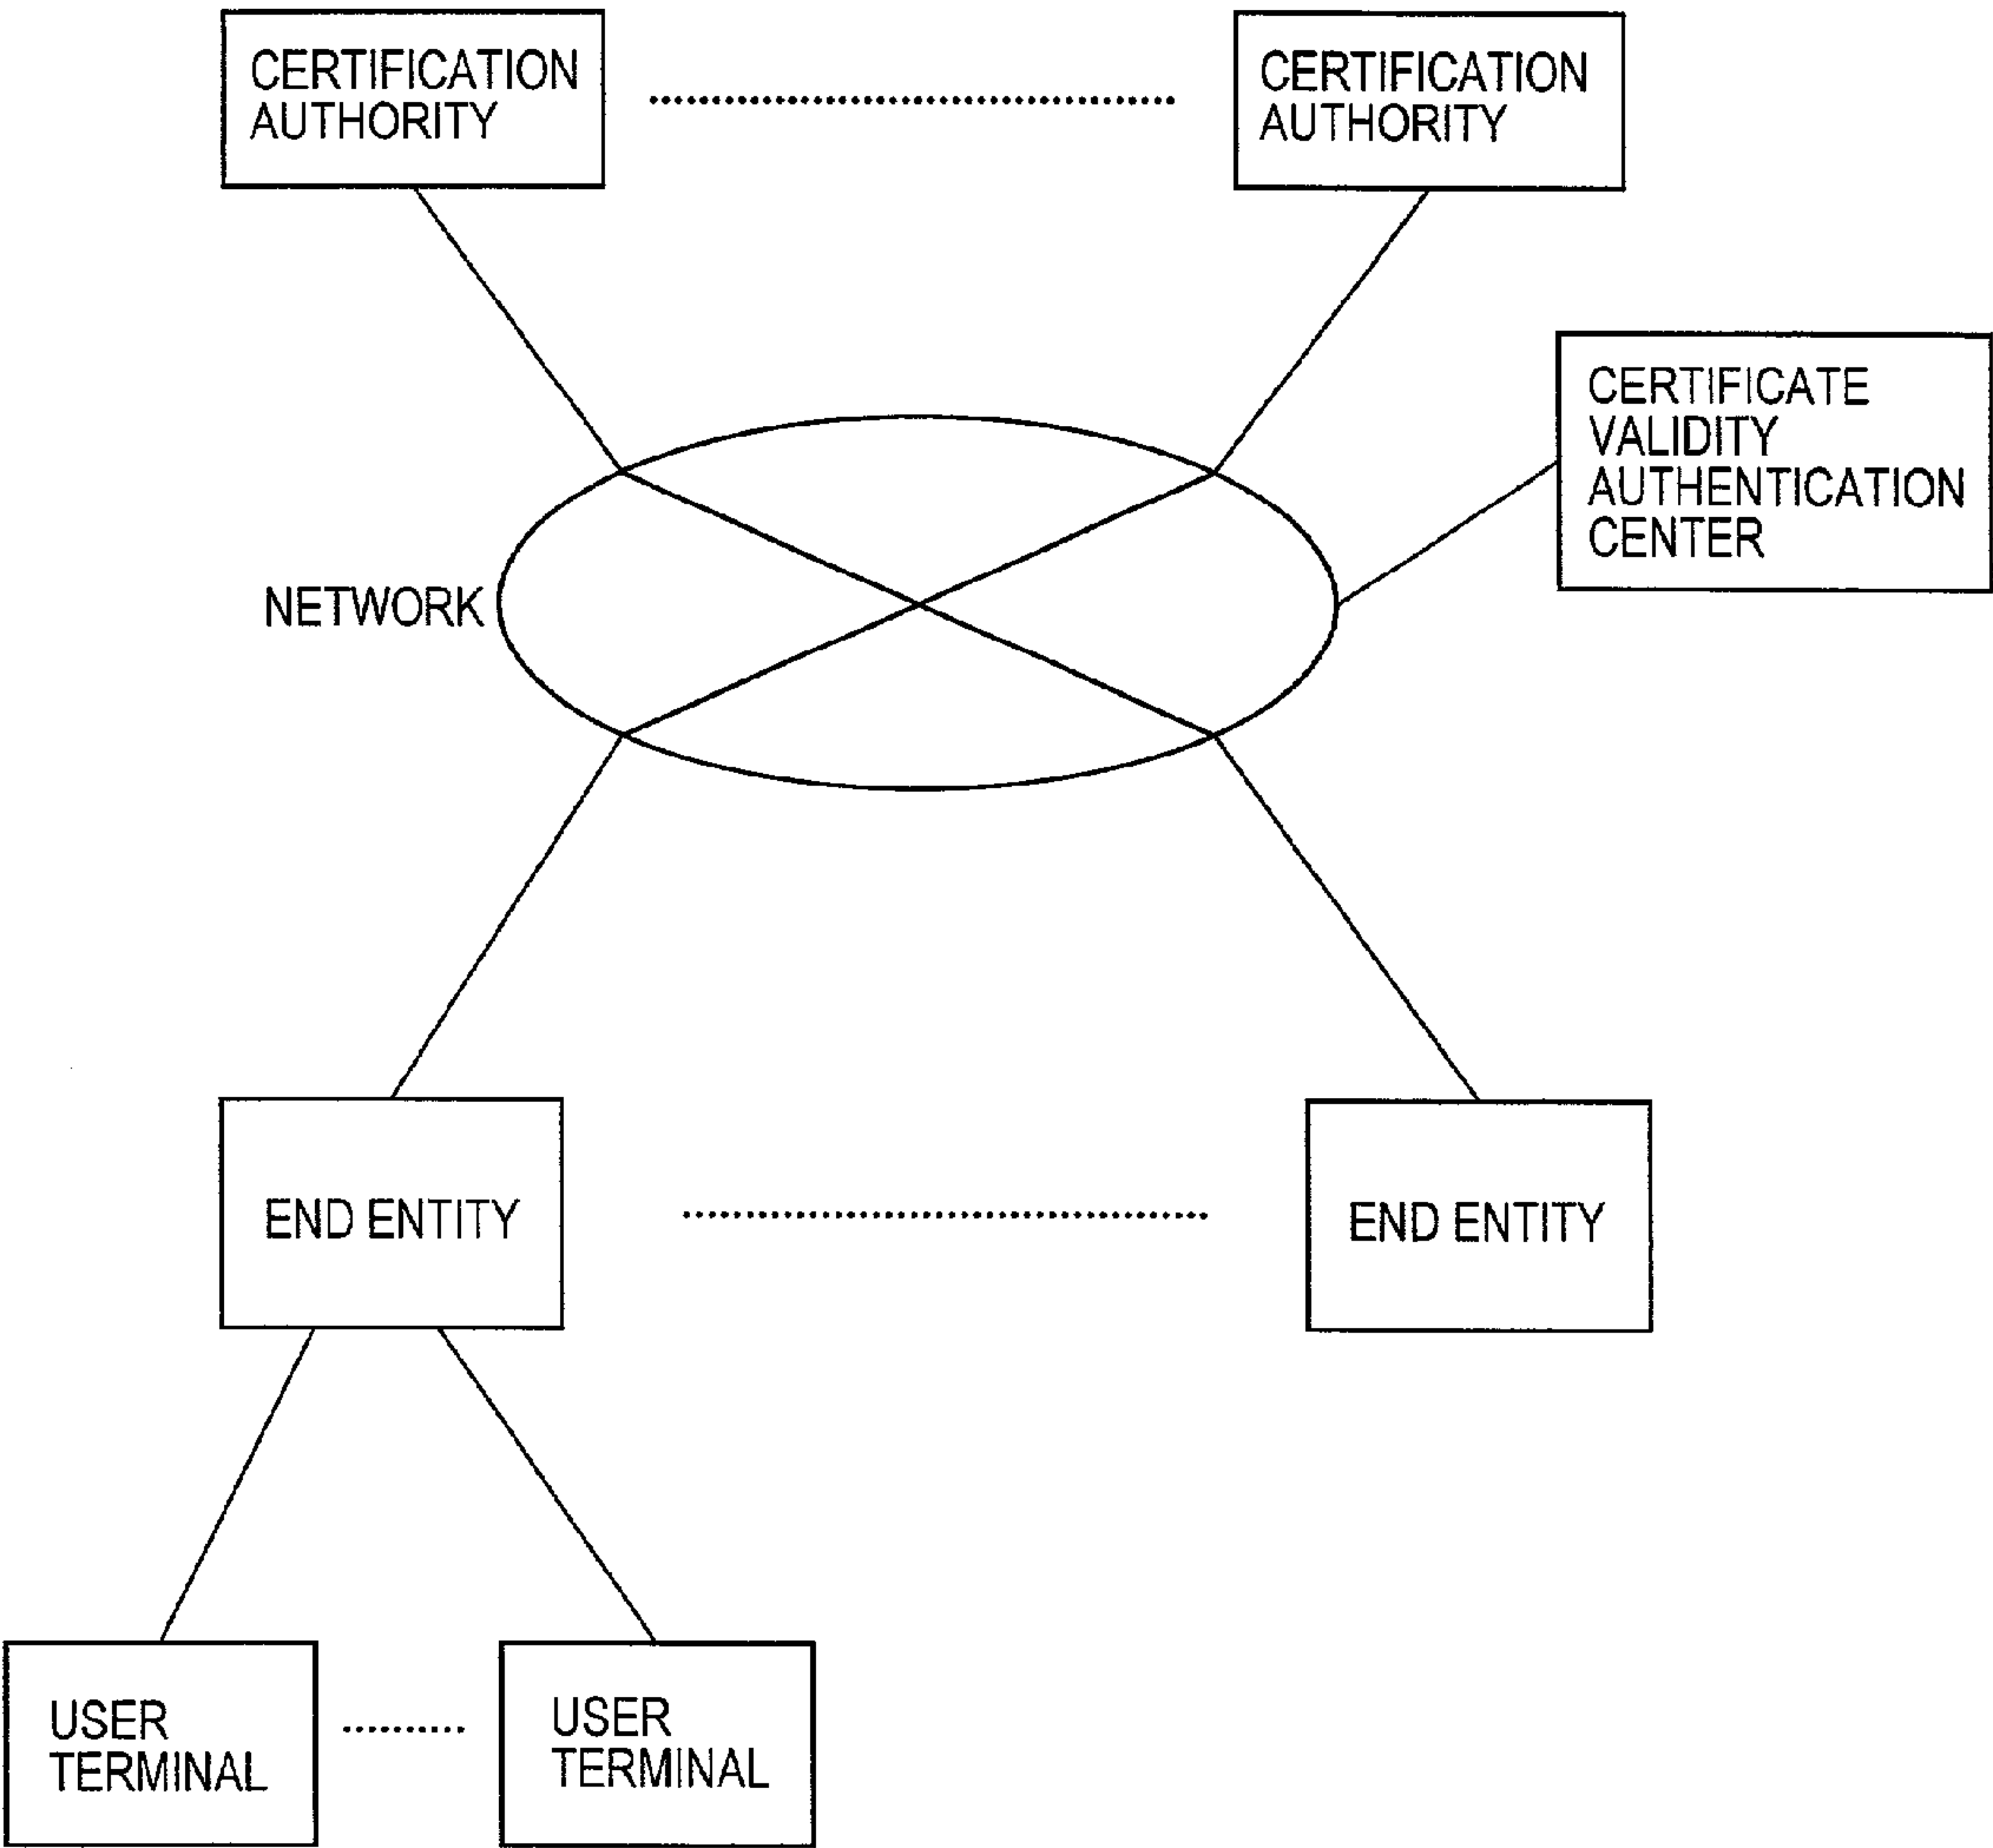 CERTIFICATION
AUTHORITY
CERTIFICATION
AUTHORITY
CERTIFICATE
VALIDITY
AUTHENTICATION
CENTER
NETWORK
END ENTITY
END ENTITY
USER
TERMINAL
USER
TERMINAL